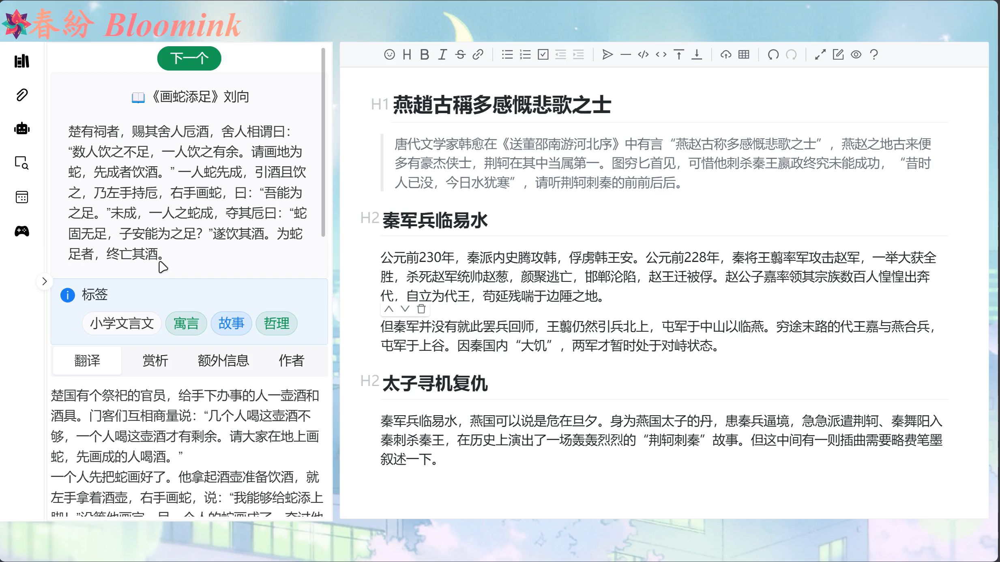 春紛 Bloomink
下一个
《画蛇添足》刘向
楚有祠者，赐其舍人卮酒，舍人相谓曰：
“数人饮之不足，一人饮之有余。请画地为
蛇，先成者饮酒。” 一人蛇先成，引酒且饮
之，乃左手持卮，右手画蛇，曰：“吾能为
之足。”未成，一人之蛇成，夺其卮曰：“蛇
固无足，子安能为之足？”遂饮其酒。为蛇
足者，终亡其酒。
标签
小学文言文 寓言 故事 哲理
翻译 赏析 额外信息 作者
楚国有个祭祀的官员，给手下办事的人一壶酒和
酒具。门客们互相商量说：“几个人喝这壶酒不
够，一个人喝这壶酒才有剩余。请大家在地上画
蛇，先画成的人喝酒。”
一个人先把蛇画好了。他拿起酒壶准备饮酒，就
左手拿着酒壶，右手画蛇，说：“我能够给蛇添上
H1 燕趙古稱多感慨悲歌之士
唐代文学家韩愈在《送董邵南游河北序》中有言“燕赵古称多感慨悲歌之士”，燕赵之地古来便
多有豪杰侠士，荆轲在其中当属第一。图穷匕首见，可惜他刺杀秦王嬴政终究未能成功，“昔时
人已没，今日水犹寒”，请听荆轲刺秦的前前后后。
H2 秦军兵临易水
公元前230年，秦派内史腾攻韩，俘虏韩王安。公元前228年，秦将王翦率军攻击赵军，一举大获全
胜，杀死赵军统帅赵葱，颜聚逃亡，邯郸沦陷，赵王迁被俘。赵公子嘉率领其宗族数百人惶惶出奔
代，自立为代王，苟延残喘于边陲之地。
但秦军并没有就此罢兵回师，王翦仍然引兵北上，屯军于中山以临燕。穷途末路的代王嘉与燕合兵，
屯军于上谷。因秦国内“大饥”，两军才暂时处于对峙状态。
H2 太子寻机复仇
秦军兵临易水，燕国可以说是危在旦夕。身为燕国太子的丹，患秦兵逼境，急急派遣荆轲、秦舞阳入
秦刺杀秦王，在历史上演出了一场轰轰烈烈的“荆轲刺秦”故事。但这中间有一则插曲需要略费笔墨
叙述一下。